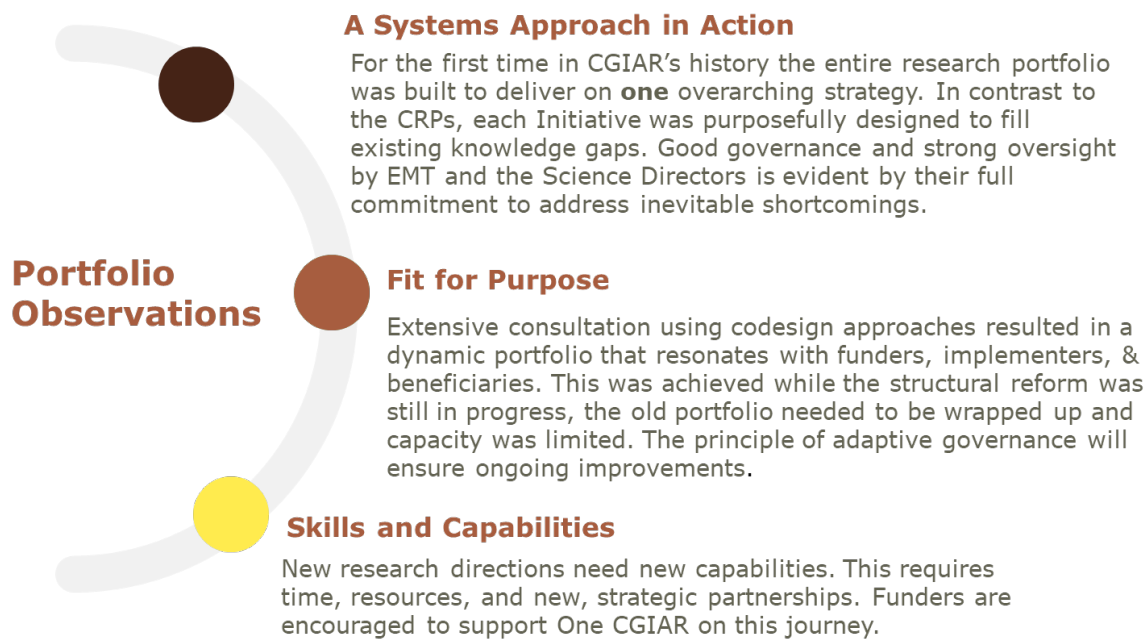 A Systems Approach in Action
For the first time in CGIAR's history the entire research portfolio
was built to deliver on one overarching strategy. In contrast to
the CRPs, each Initiative was purposefully designed to fill
existing knowledge gaps. Good governance and strong oversight
by EMT and the Science Directors is evident by their full
commitment to address inevitable shortcomings.
Portfolio
Observations
Fit for Purpose
Extensive consultation using codesign approaches resulted in a
dynamic portfolio that resonates with funders, implementers, &
beneficiaries. This was achieved while the structural reform was
still in progress, the old portfolio needed to be wrapped up and
capacity was limited. The principle of adaptive governance will
ensure ongoing improvements.
Skills and Capabilities
New research directions need new capabilities. This requires
time, resources, and new, strategic partnerships. Funders are
encouraged to support One CGIAR on this journey.